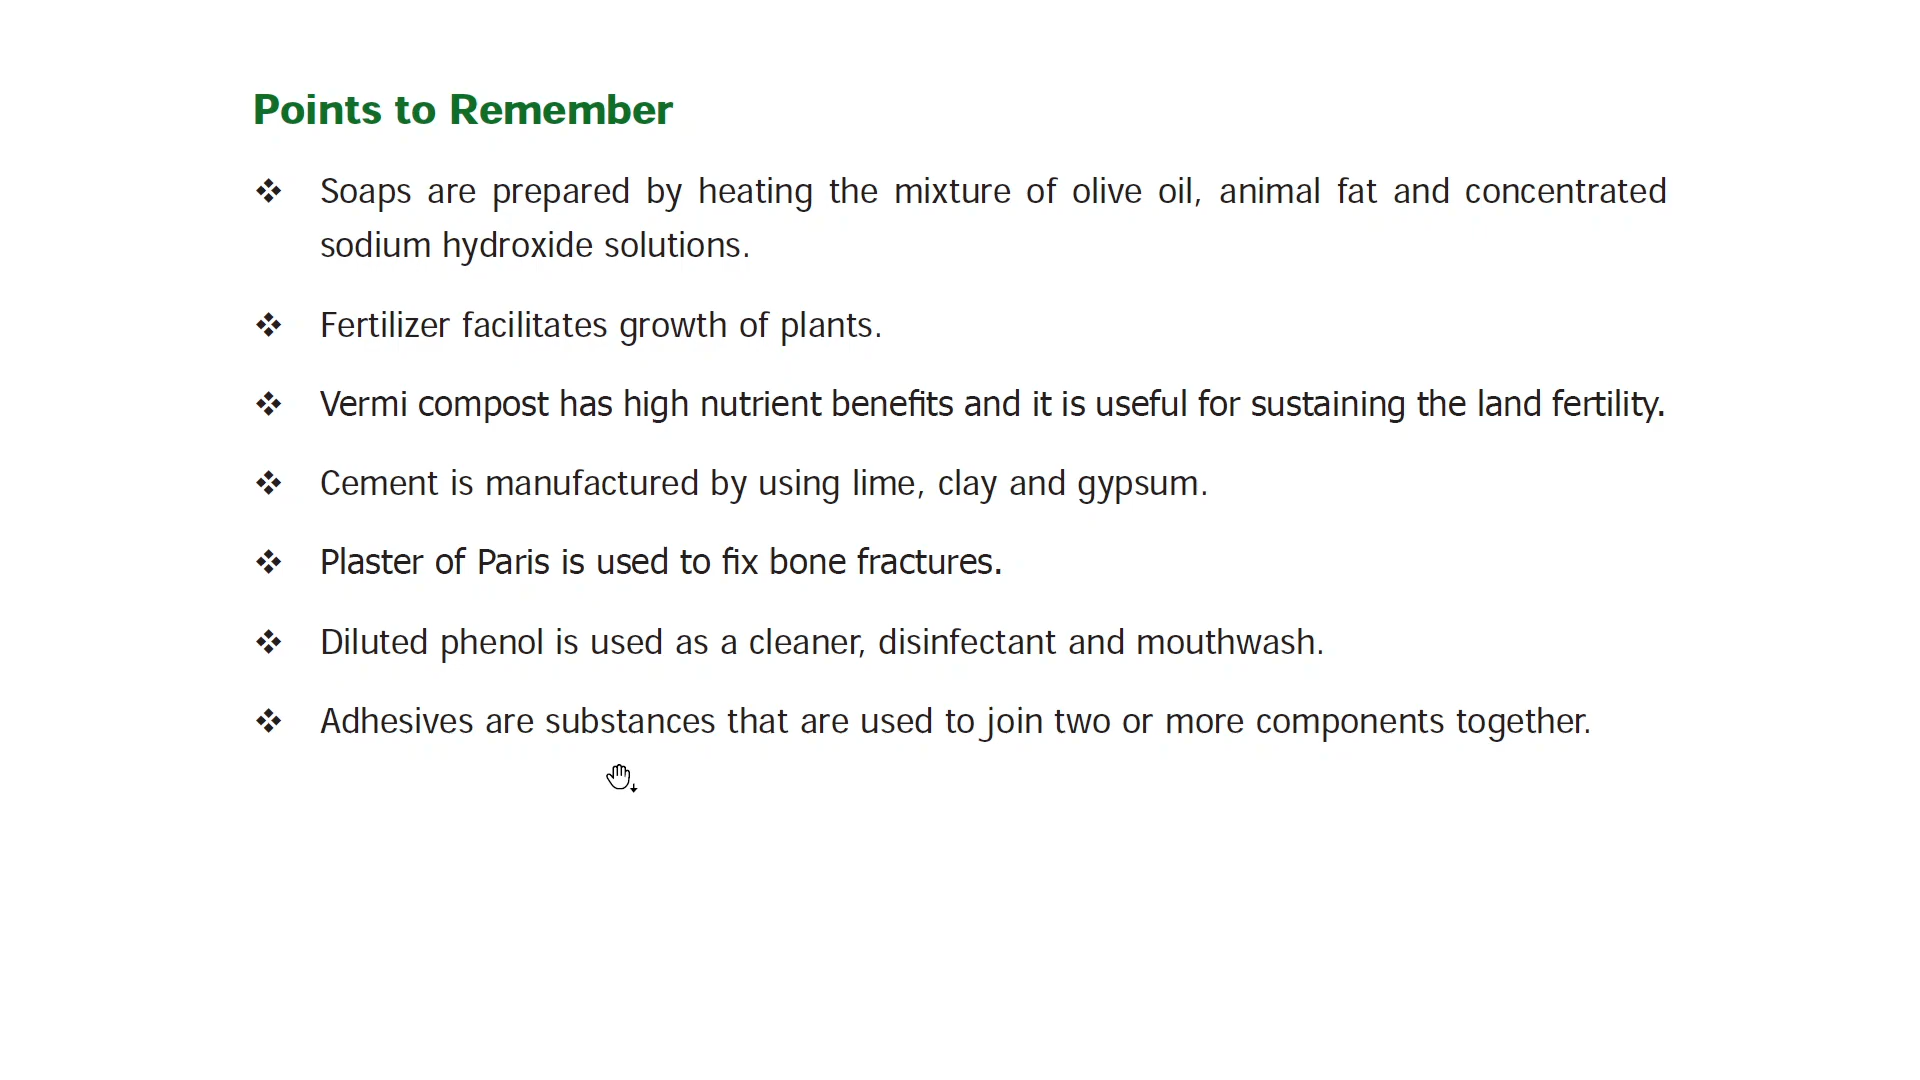 Points to Remember
❖ Soaps are prepared by heating the mixture of olive oil, animal fat and concentrated
sodium hydroxide solutions.
❖ Fertilizer facilitates growth of plants.
❖ Vermi compost has high nutrient benefits and it is useful for sustaining the land fertility.
❖ Cement is manufactured by using lime, clay and gypsum.
❖ Plaster of Paris is used to fix bone fractures.
❖ Diluted phenol is used as a cleaner, disinfectant and mouthwash.
❖ Adhesives are substances that are used to join two or more components together.